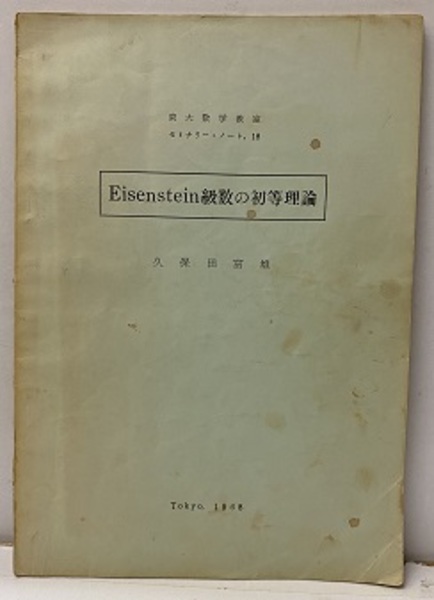 東大数学教室
セミナリー・ノート, 18
Eisenstein級数の初等理論
久保田富雄
Tokyo, 1968